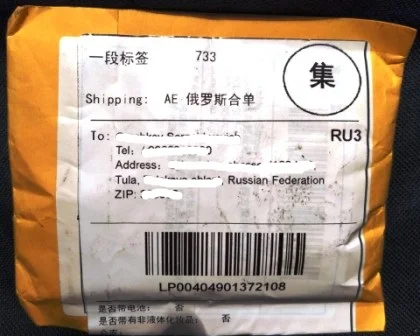 一段标签 733
集
Shipping: AE 俄罗斯合单
To:
RU3
Tel:
Address:
Tula, Russian Federation
ZIP:
LP00404901372108
是否带电池: 否
是否带有非液体化妆品: 否